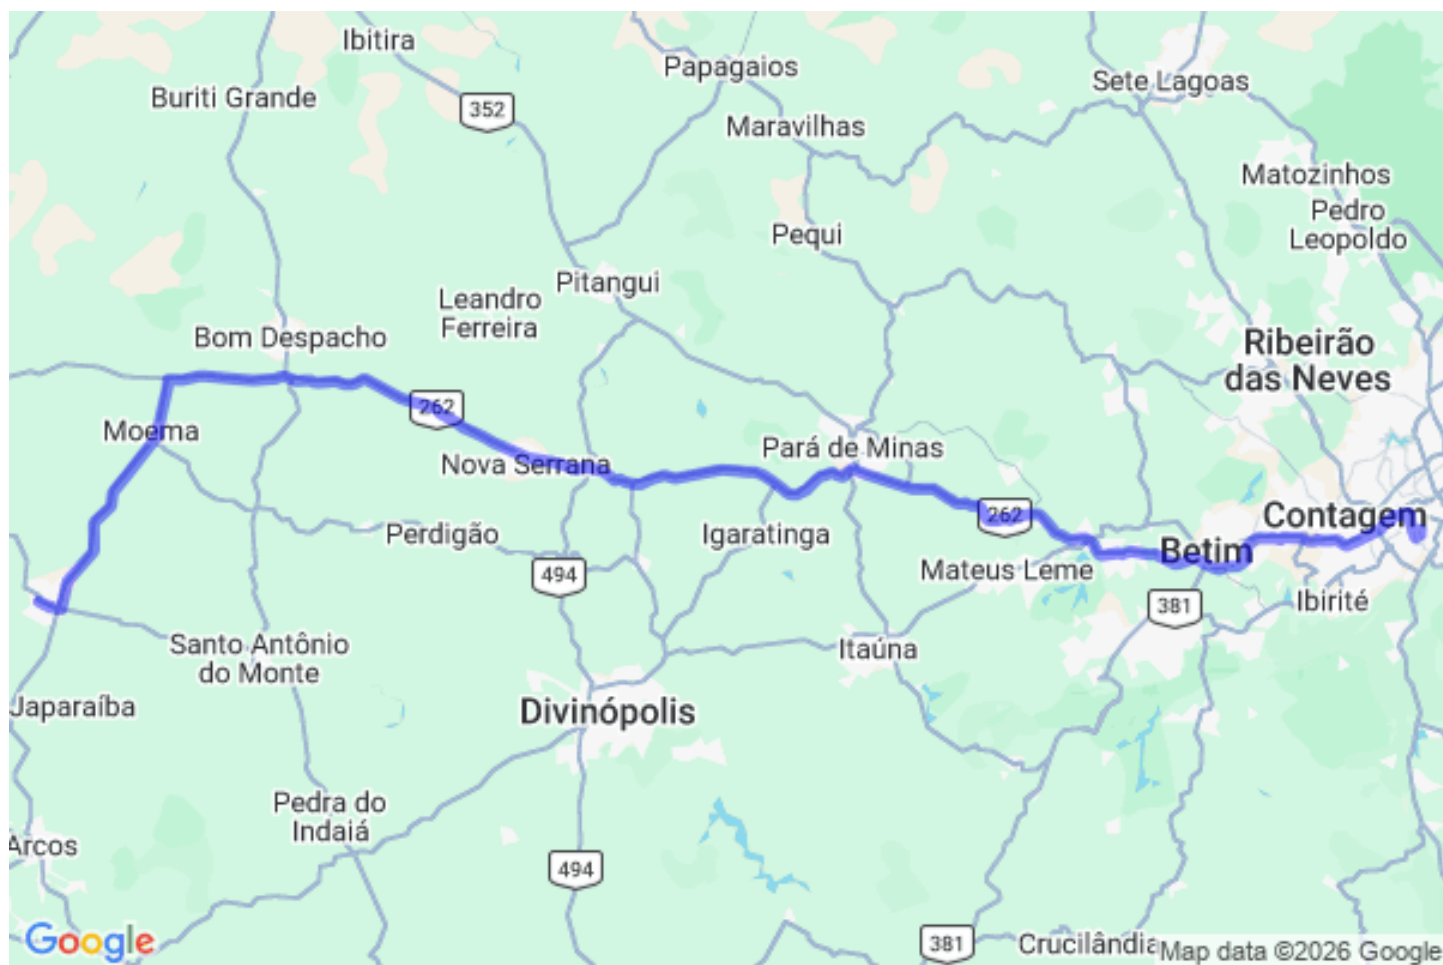 Ibitira
Papagaios
Sete Lagoas
Buriti Grande
352
Maravilhas
Matozinhos
Pedro
Leopoldo
Pequi
Pitangui
Leandro
Ferreira
Bom Despacho
Ribeirão
das Neves
262
Moema
Nova Serrana
Pará de Minas
262
Contagem
Perdigão
Igaratinga
Betim
Mateus Leme
494
381
Ibirité
Santo Antônio
do Monte
Itaúna
Japaraíba
Divinópolis
Pedra do
Indaiá
Arcos
494
Google
381
Crucilândia
Map data ©2026 Google